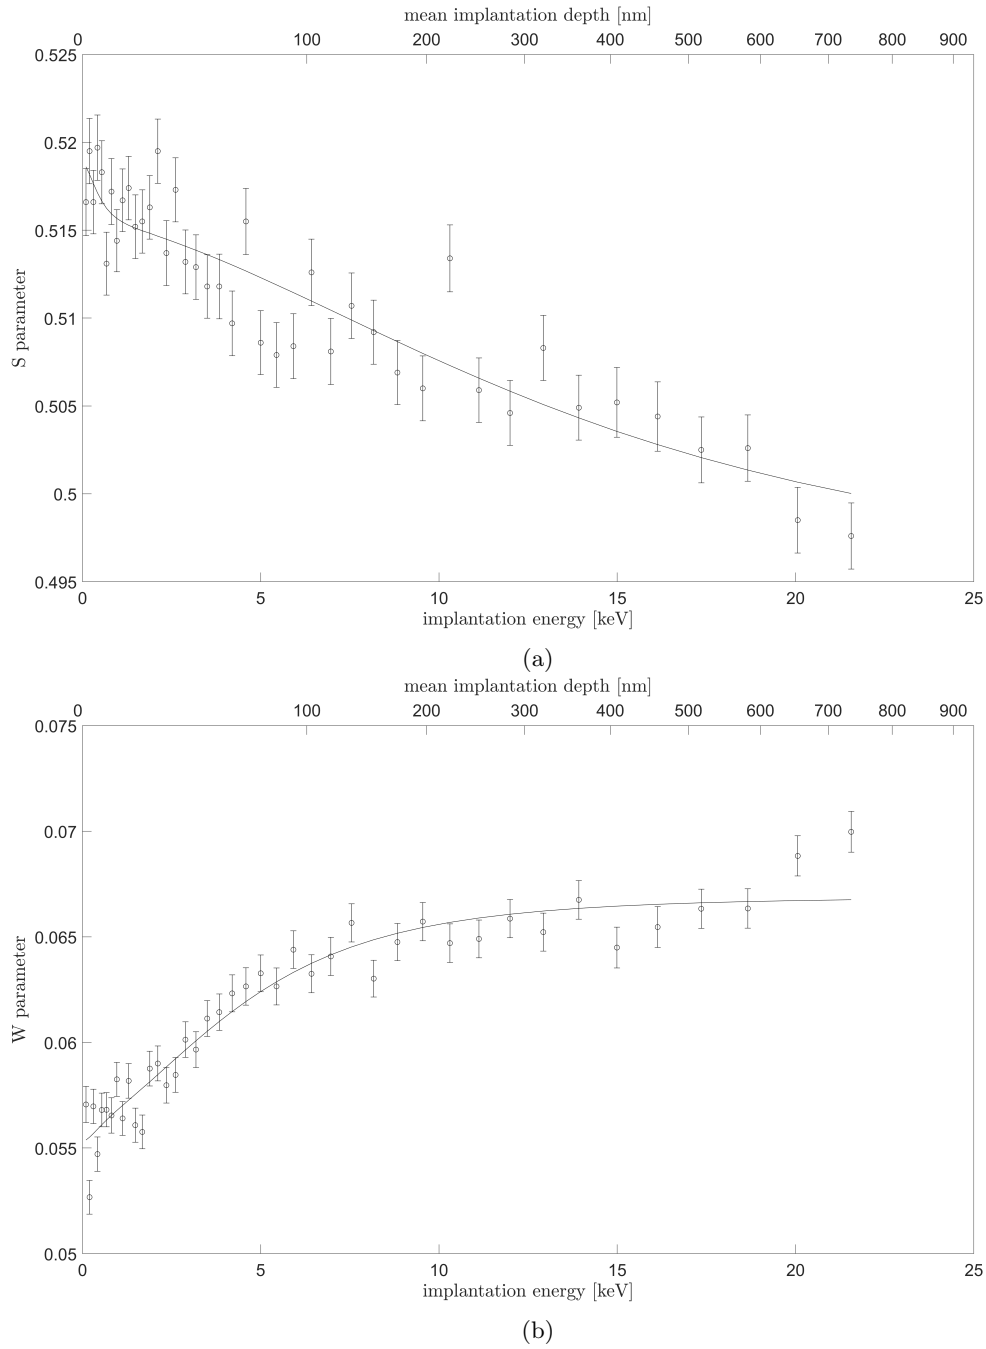 mean implantation depth [nm]
0 100 200 300 400 500 600 700 800 900
0.525
0.52
0.515
0.51
0.505
0.5
0.495
S parameter
0 5 10 15 20 25
implantation energy [keV]
(a)
mean implantation depth [nm]
0 100 200 300 400 500 600 700 800 900
0.075
0.07
0.065
0.06
0.055
0.05
W parameter
0 5 10 15 20 25
implantation energy [keV]
(b)